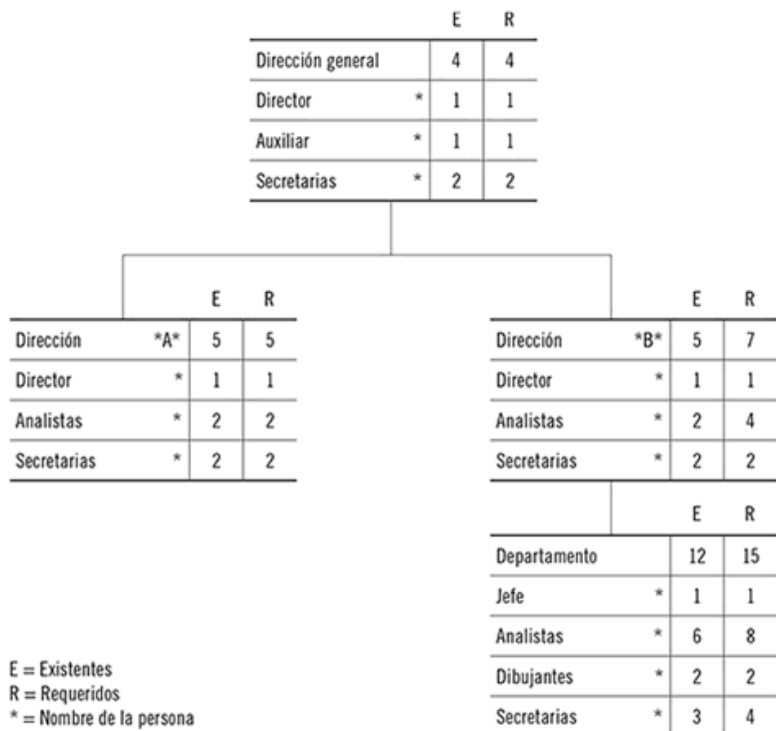 E R
Dirección general 4 4
Director * 1 1
Auxiliar * 1 1
Secretarias * 2 2
E R
Dirección *A* 5 5
Director * 1 1
Analistas * 2 2
Secretarias * 2 2
E R
Dirección *B* 5 7
Director * 1 1
Analistas * 2 4
Secretarias * 2 2
E R
Departamento 12 15
Jefe * 1 1
Analistas * 6 8
Dibujantes * 2 2
Secretarias * 3 4
E = Existentes
R = Requeridos
* = Nombre de la persona